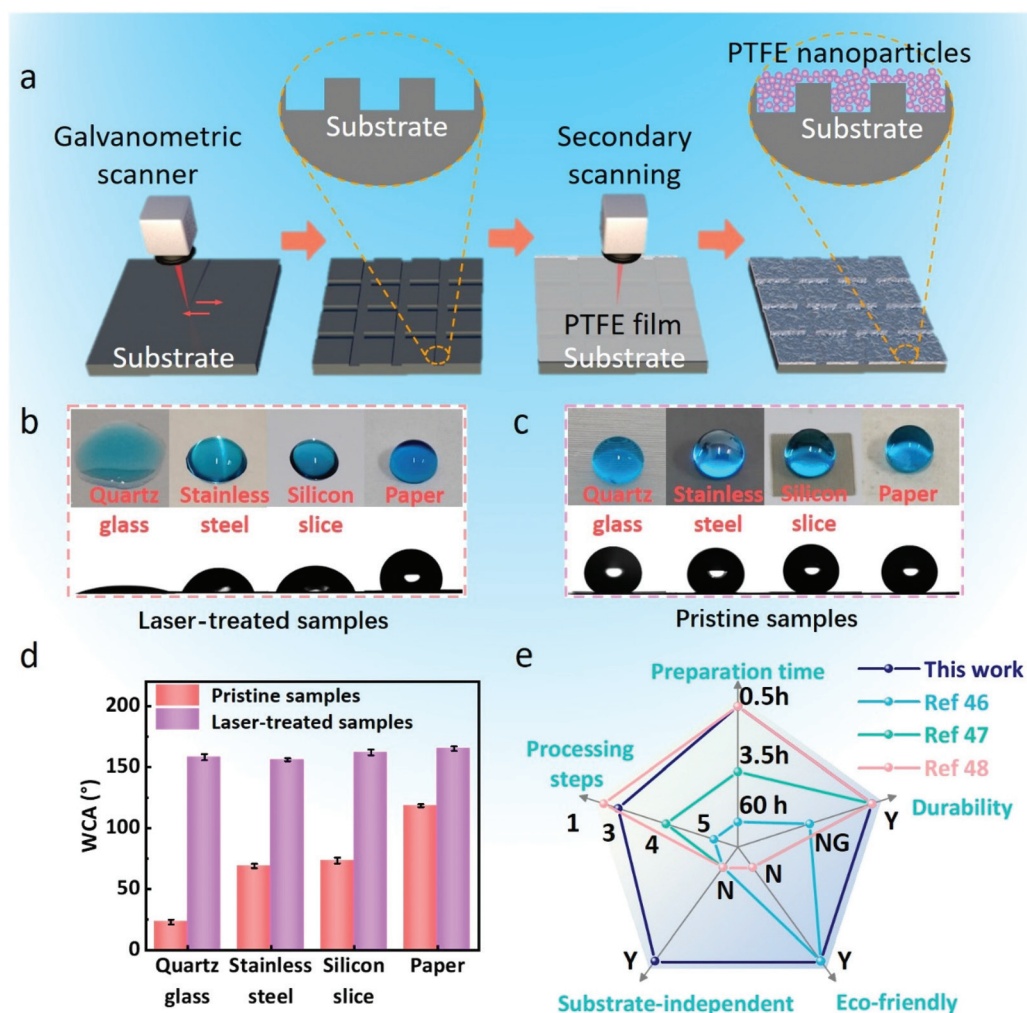 a
Galvanometric
scanner
Substrate
Substrate
Secondary
scanning
PTFE film
Substrate
PTFE nanoparticles
Substrate
b
Quartz
glass
Stainless
steel
Silicon
slice
Paper
Laser-treated samples
c
Quartz
glass
Stainless
steel
Silicon
slice
Paper
Pristine samples
d
WCA (°)
200
150
100
50
0
Pristine samples
Laser-treated samples
Quartz
glass
Stainless
steel
Silicon
slice
Paper
e
Preparation time
0.5h
3.5h
60 h
This work
Ref 46
Ref 47
Ref 48
Processing
steps
1
3
4
5
Durability
Y
NG
N
N
Y
Y
Substrate-independent
Eco-friendly